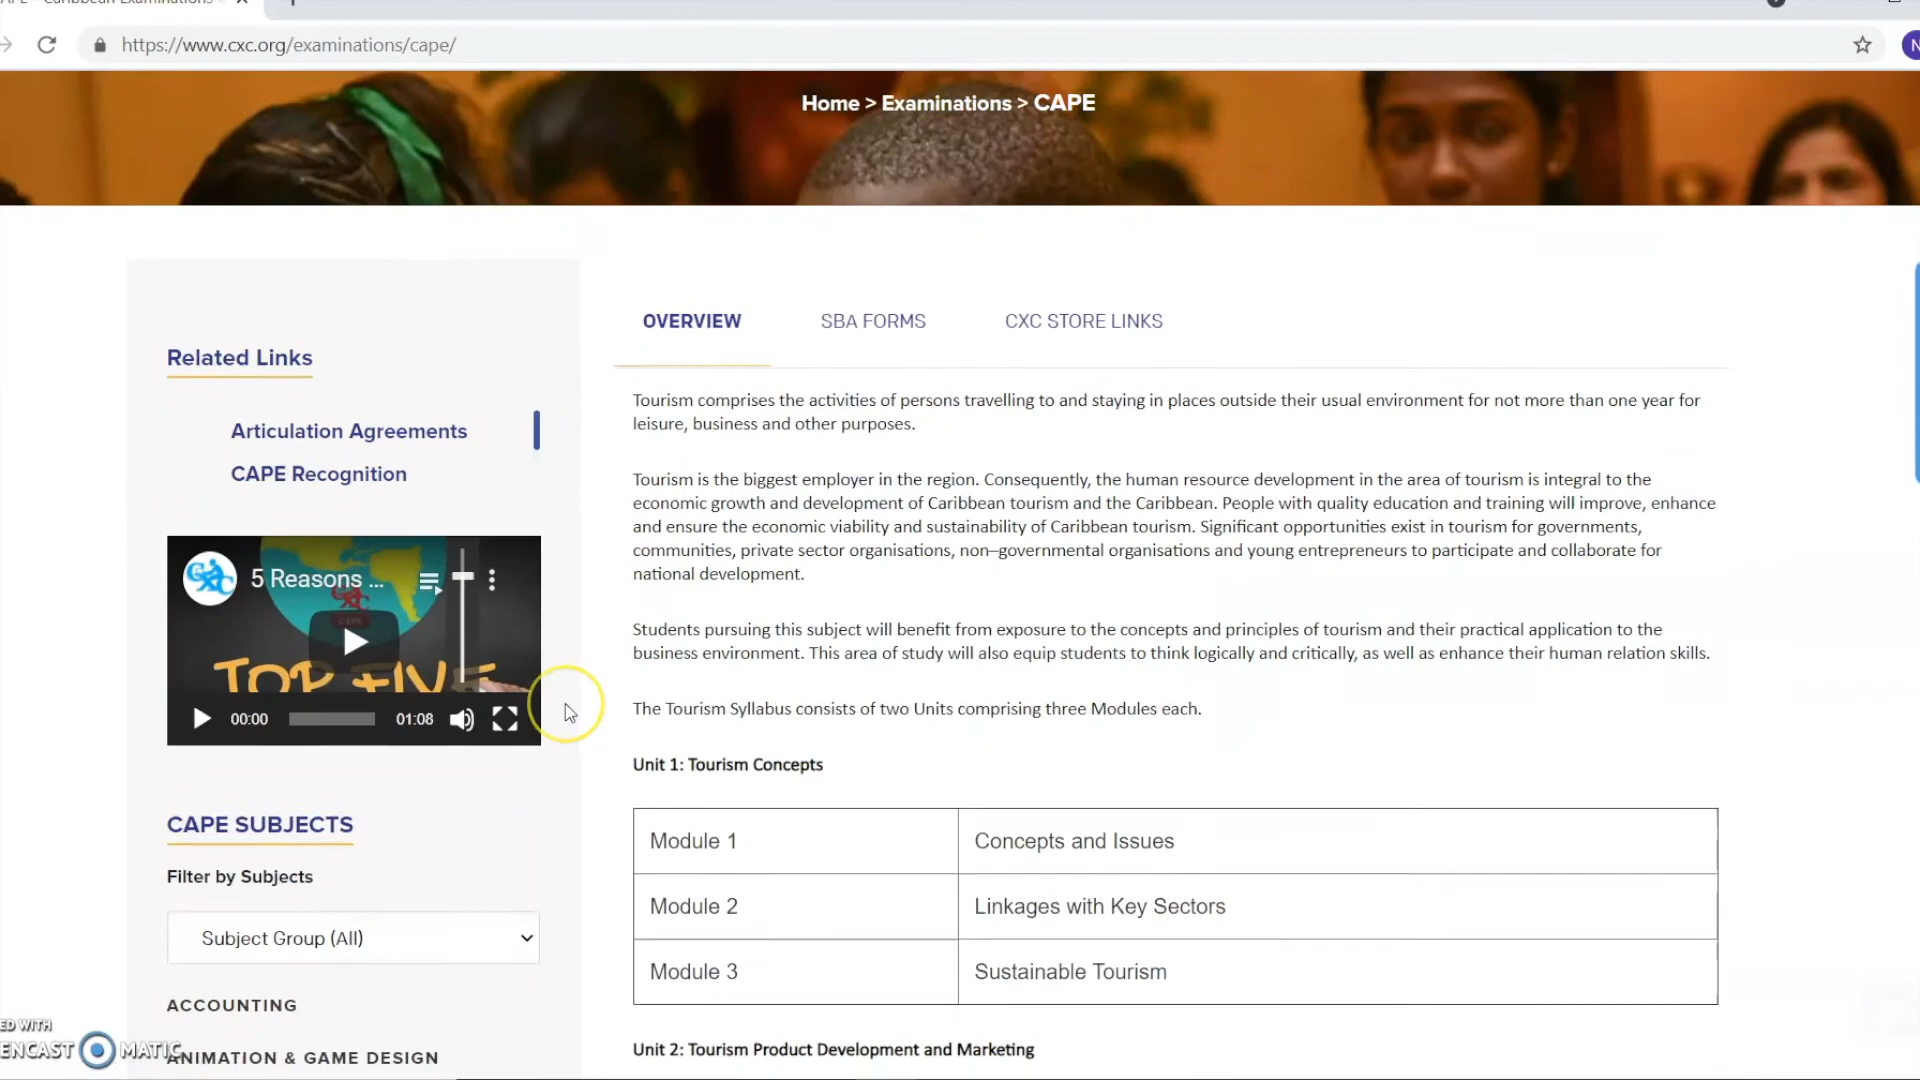 https://www.cxc.org/examinations/cape/
Home > Examinations > CAPE
Related Links
Articulation Agreements
CAPE Recognition
5 Reasons ...
CXC
CAPE
TOP FIVE
00:00
01:08
CAPE SUBJECTS
Filter by Subjects
Subject Group (All)
ACCOUNTING
ANIMATION & GAME DESIGN
OVERVIEW
SBA FORMS
CXC STORE LINKS
Tourism comprises the activities of persons travelling to and staying in places outside their usual environment for not more than one year for
leisure, business and other purposes.
Tourism is the biggest employer in the region. Consequently, the human resource development in the area of tourism is integral to the
economic growth and development of Caribbean tourism and the Caribbean. People with quality education and training will improve, enhance
and ensure the economic viability and sustainability of Caribbean tourism. Significant opportunities exist in tourism for governments,
communities, private sector organisations, non–governmental organisations and young entrepreneurs to participate and collaborate for
national development.
Students pursuing this subject will benefit from exposure to the concepts and principles of tourism and their practical application to the
business environment. This area of study will also equip students to think logically and critically, as well as enhance their human relation skills.
The Tourism Syllabus consists of two Units comprising three Modules each.
Unit 1: Tourism Concepts
Module 1 Concepts and Issues
Module 2 Linkages with Key Sectors
Module 3 Sustainable Tourism
Unit 2: Tourism Product Development and Marketing
ED WITH
ENCAST MATIC
N